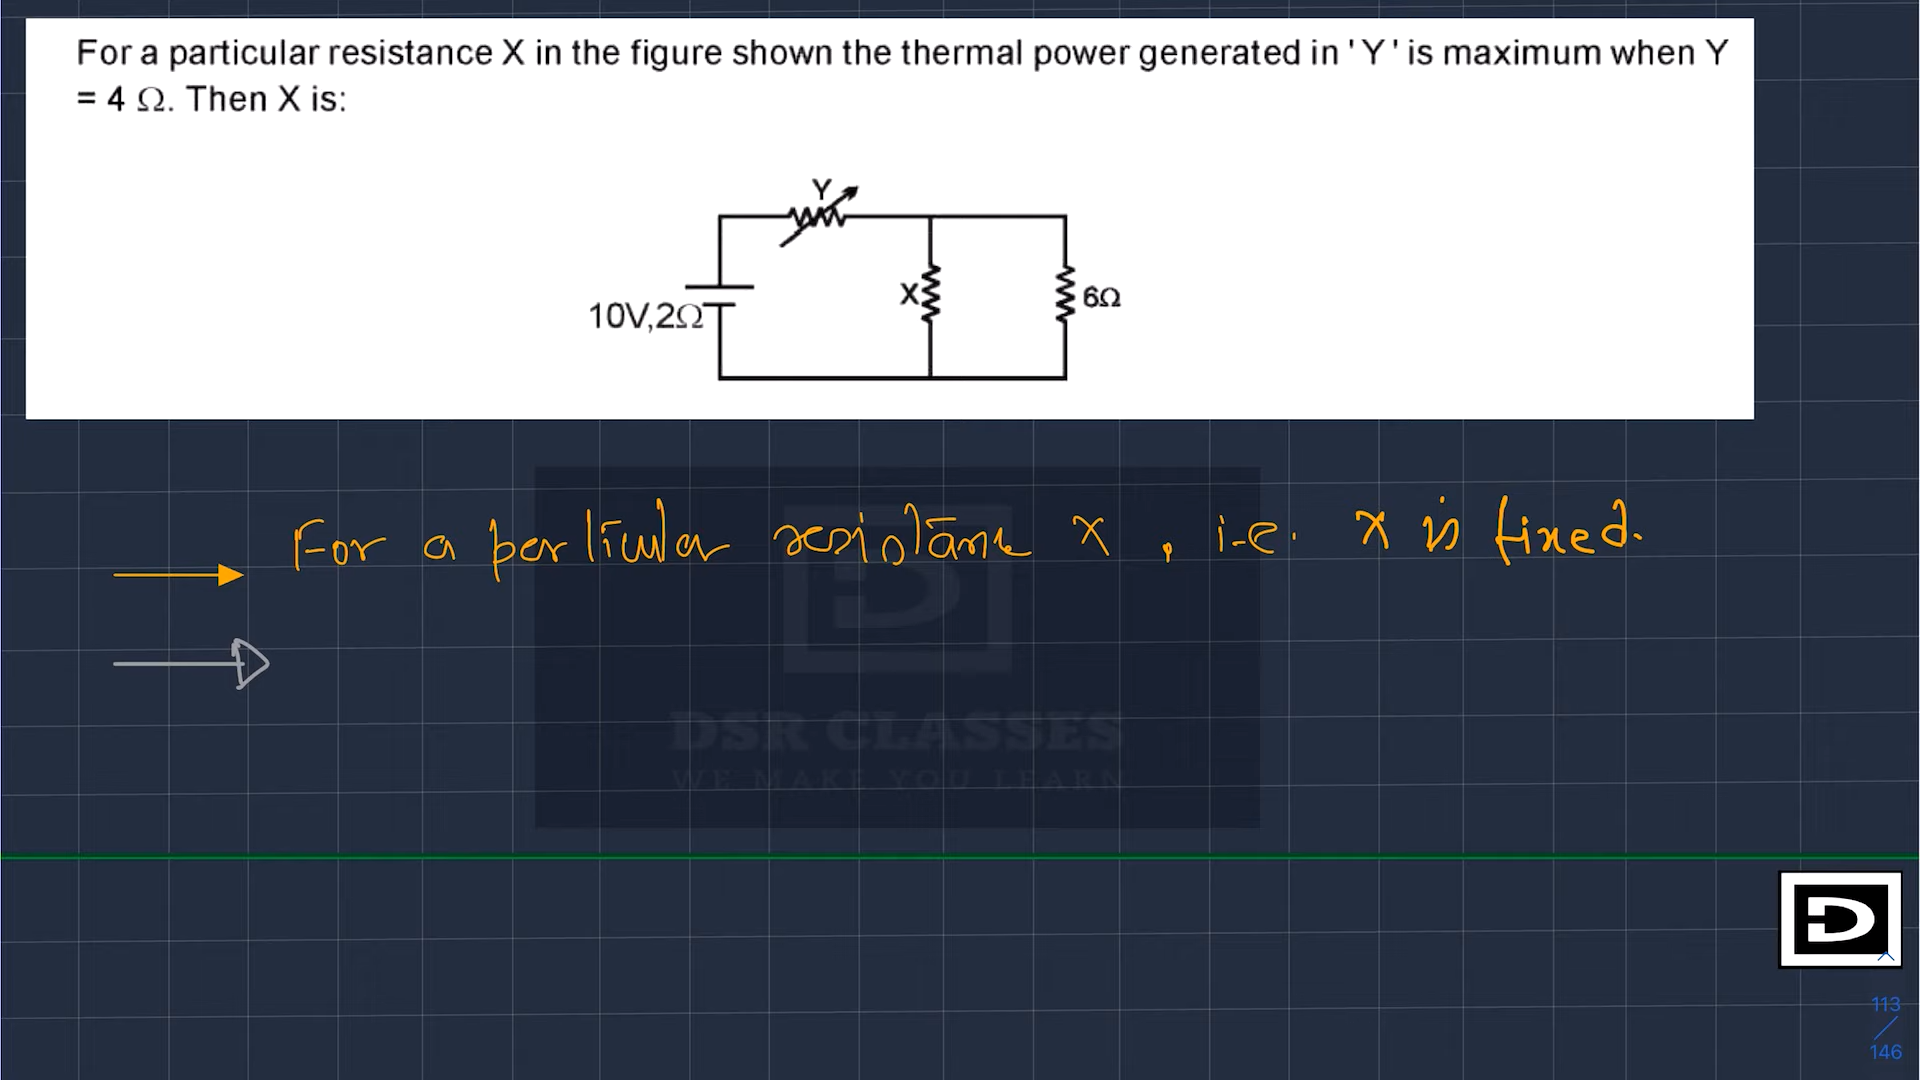 For a particular resistance X in the figure shown the thermal power generated in 'Y' is maximum when Y
= 4 Ω. Then X is:
Y
X
6Ω
10V,2Ω
For a perticular resistance x , i.e. x is fixed.
DSR CLASSES
WE MAKE YOU LEARN
D
113
146